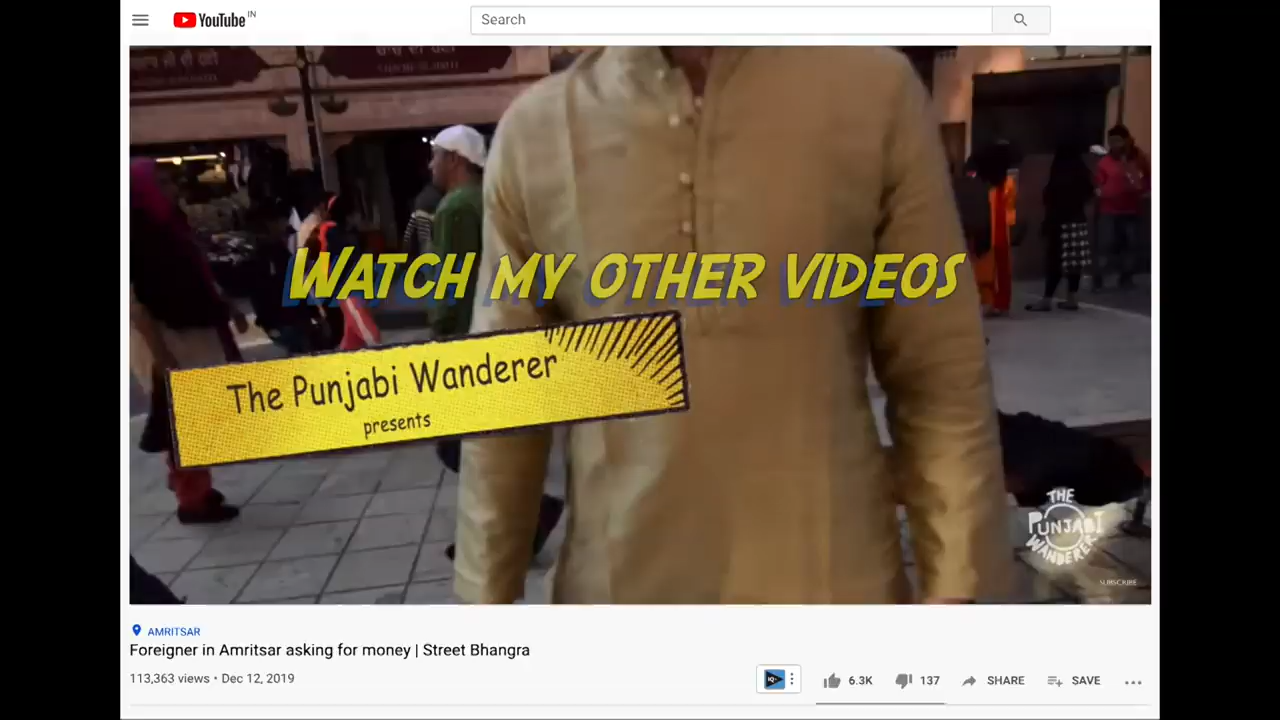 YouTube IN
Search
WATCH MY OTHER VIDEOS
The Punjabi Wanderer
presents
THE
PUNJABI
WANDERER
SUBSCRIBE
AMRITSAR
Foreigner in Amritsar asking for money | Street Bhangra
113,363 views • Dec 12, 2019
6.3K
137
SHARE
SAVE